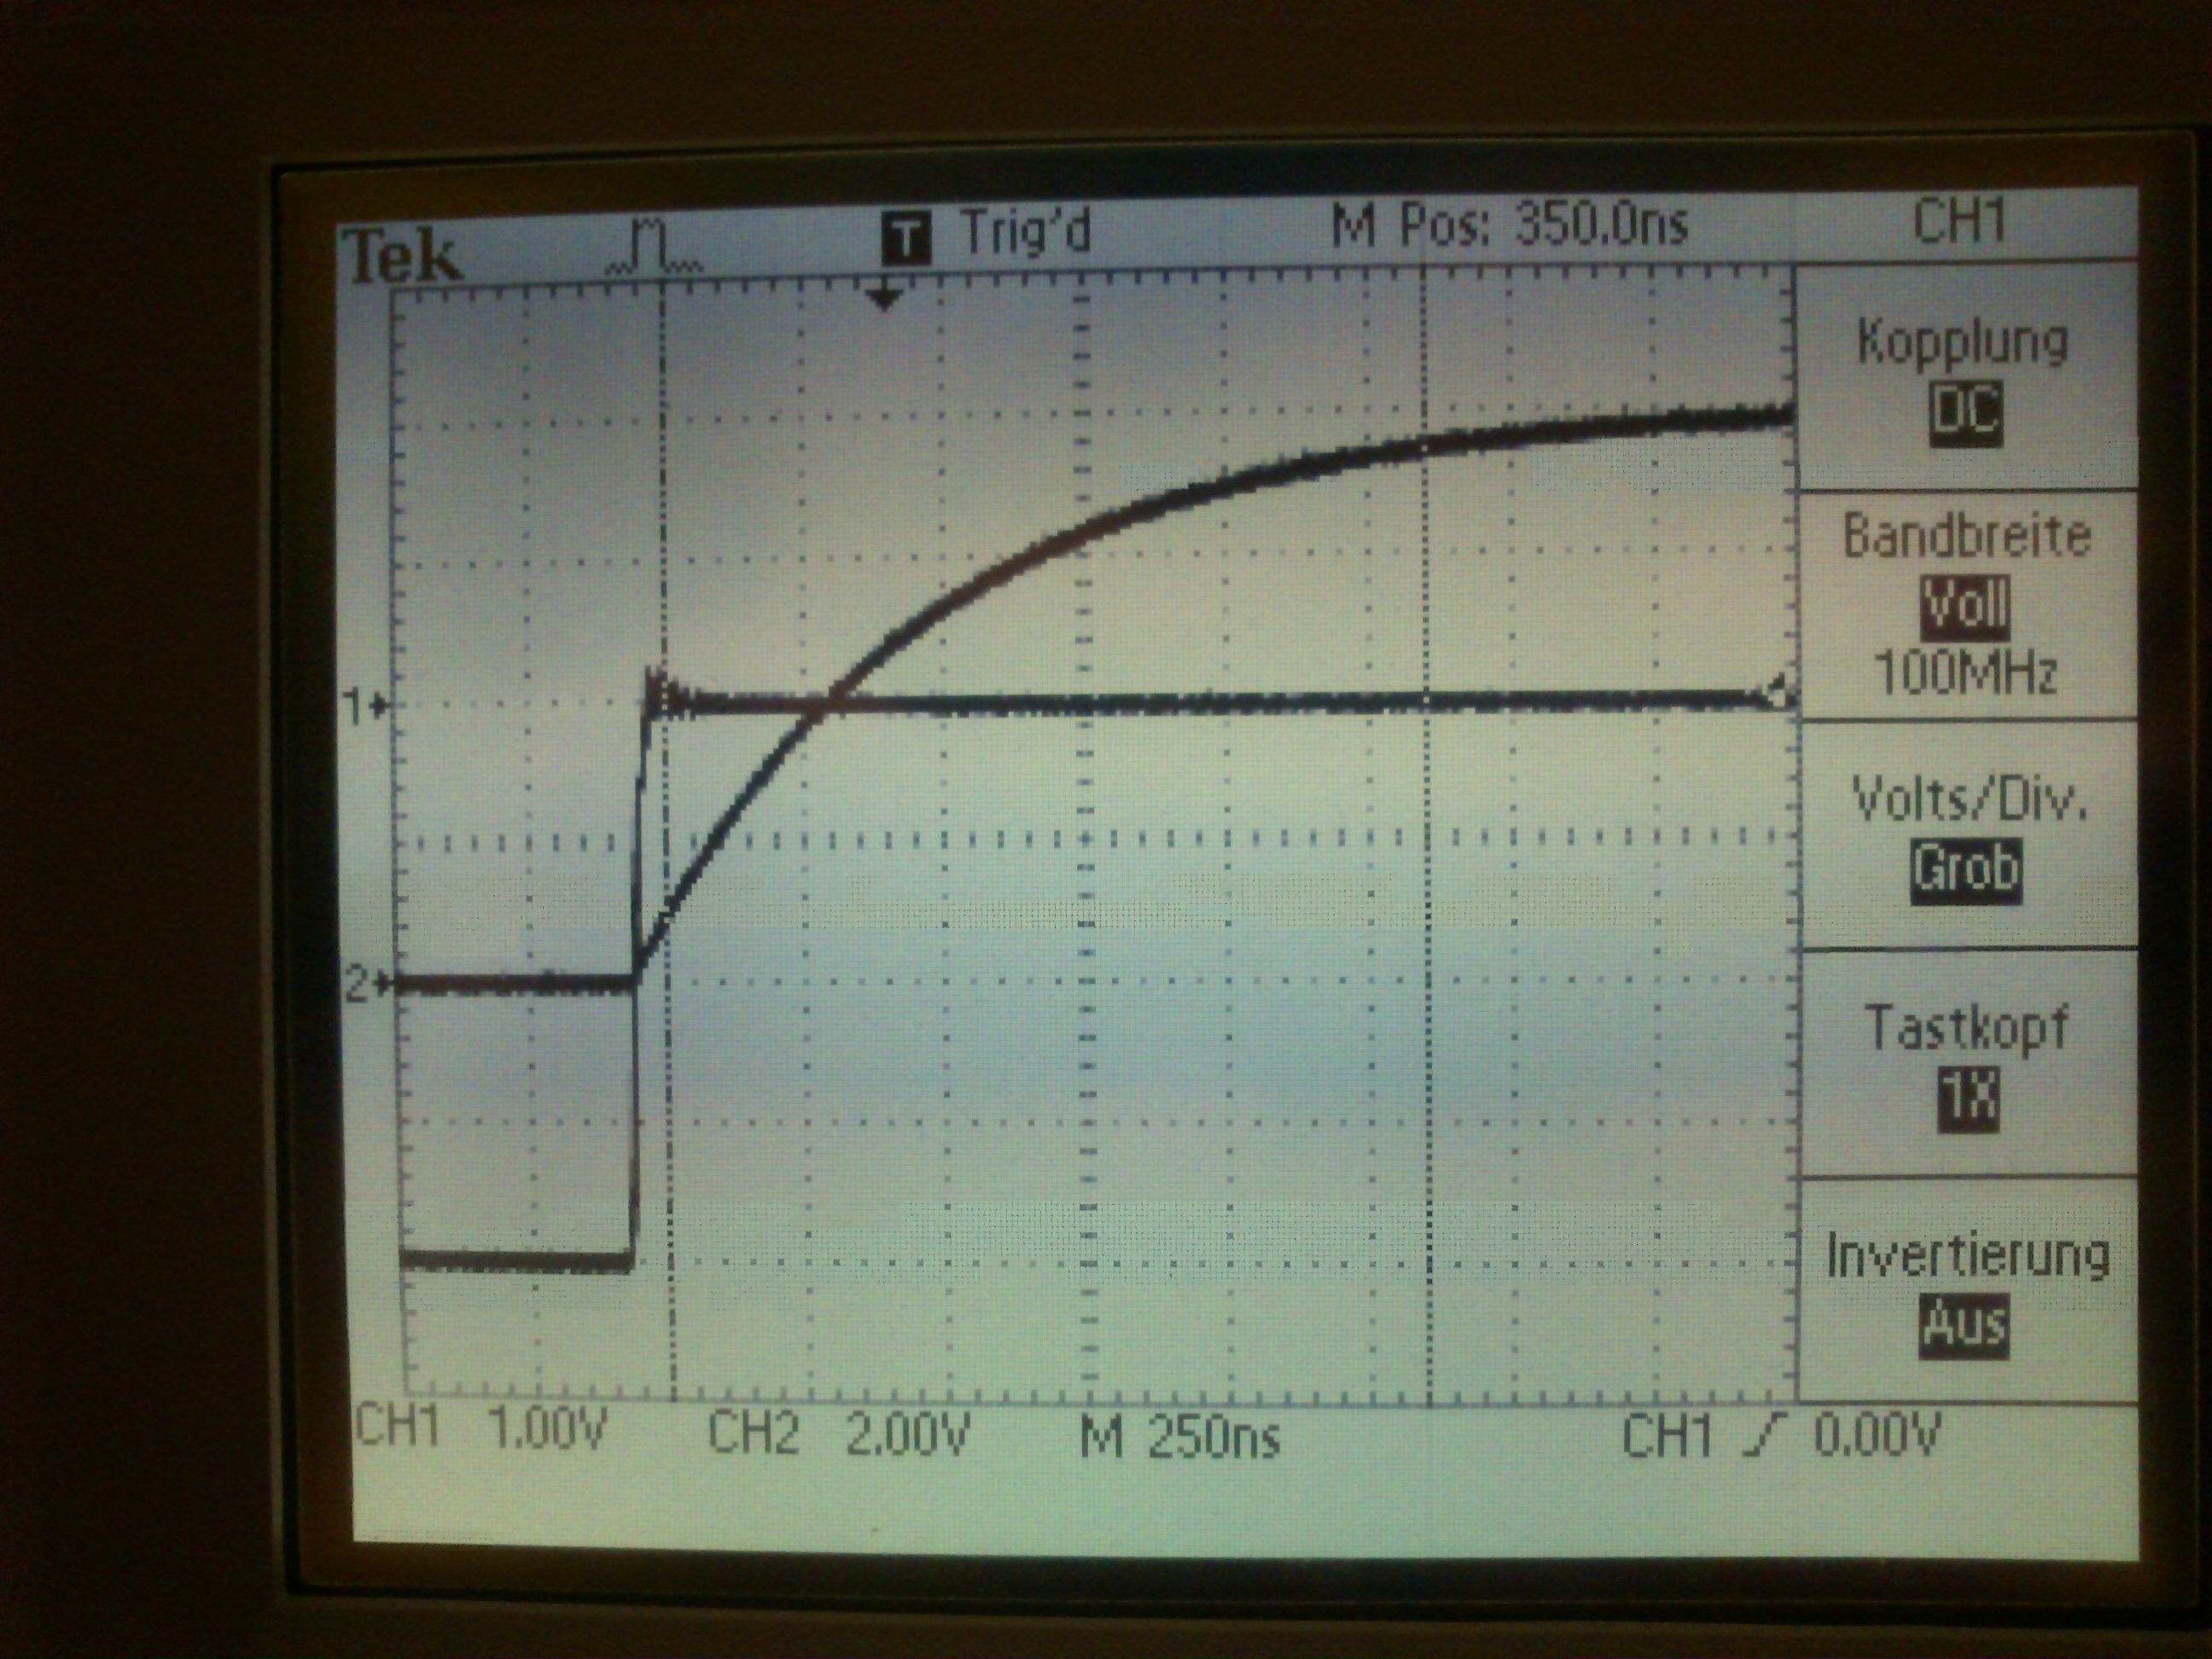 Tek T Trig'd M Pos: 350.0ns CH1
Kopplung
DC
Bandbreite
Voll
100MHz
1
Volts/Div.
Grob
2
Tastkopf
1X
Invertierung
Aus
CH1 1.00V CH2 2.00V M 250ns CH1 0.00V